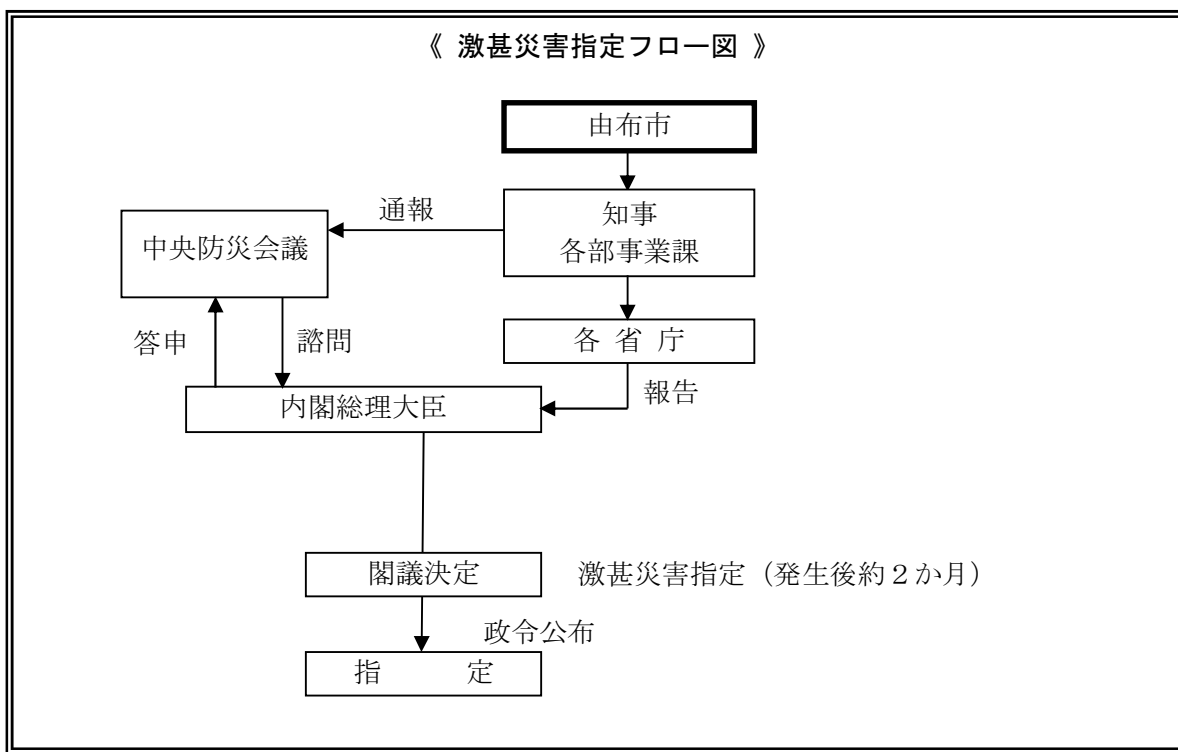 《 激甚災害指定フロー図 》
由布市
通報
知事
各部事業課
中央防災会議
答申
諮問
各 省 庁
報告
内閣総理大臣
閣議決定
激甚災害指定（発生後約２か月）
政令公布
指　　　定